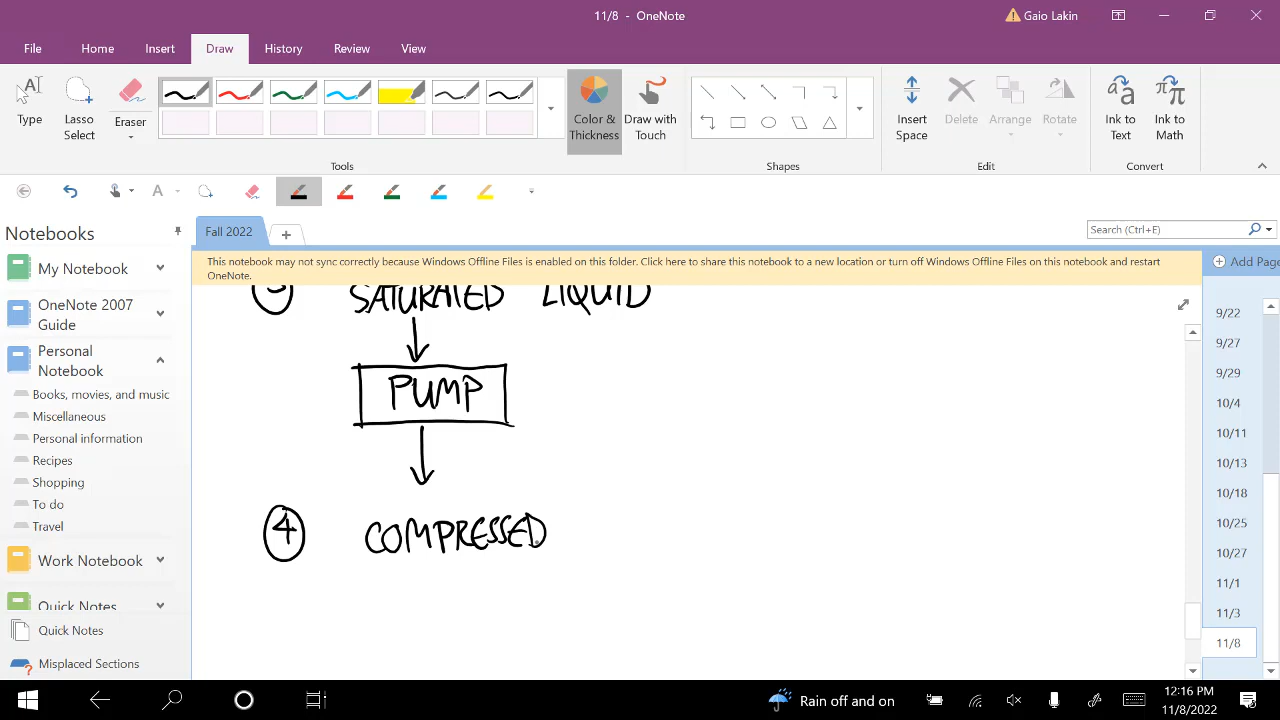 11/8 - OneNote
Gaio Lakin
File Home Insert Draw History Review View
Type
Lasso Select
Eraser
Color & Thickness
Draw with Touch
Insert Space
Delete
Arrange
Rotate
Ink to Text
Ink to Math
Tools
Shapes
Edit
Convert
A
Notebooks
My Notebook
OneNote 2007 Guide
Personal Notebook
Books, movies, and music
Miscellaneous
Personal information
Recipes
Shopping
To do
Travel
Work Notebook
Quick Notes
Quick Notes
Misplaced Sections
Fall 2022
Search (Ctrl+E)
This notebook may not sync correctly because Windows Offline Files is enabled on this folder. Click here to share this notebook to a new location or turn off Windows Offline Files on this notebook and restart
OneNote.
3 SATURATED LIQUID
PUMP
4 COMPRESSED
Add Page
9/22
9/27
9/29
10/4
10/11
10/13
10/18
10/25
10/27
11/1
11/3
11/8
Rain off and on
12:16 PM
11/8/2022